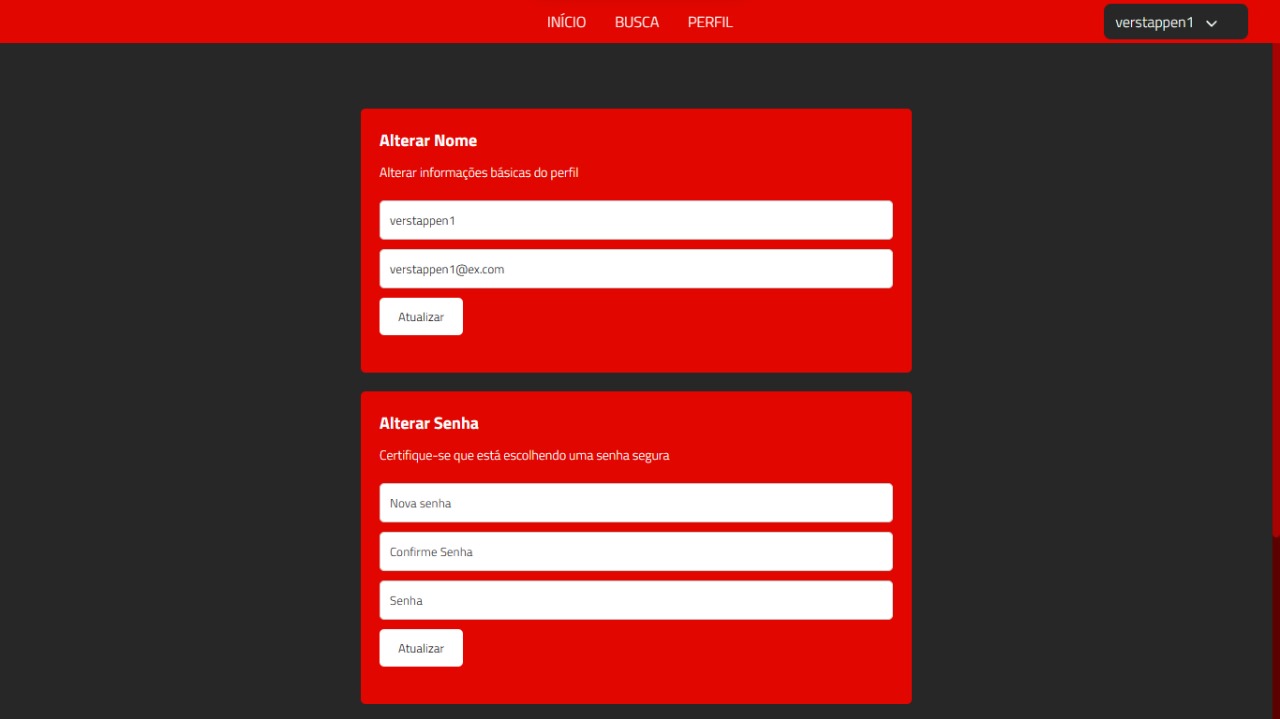 INÍCIO BUSCA PERFIL verstappen1
Alterar Nome
Alterar informações básicas do perfil
verstappen1
verstappen1@ex.com
Atualizar
Alterar Senha
Certifique-se que está escolhendo uma senha segura
Nova senha
Confirme Senha
Senha
Atualizar